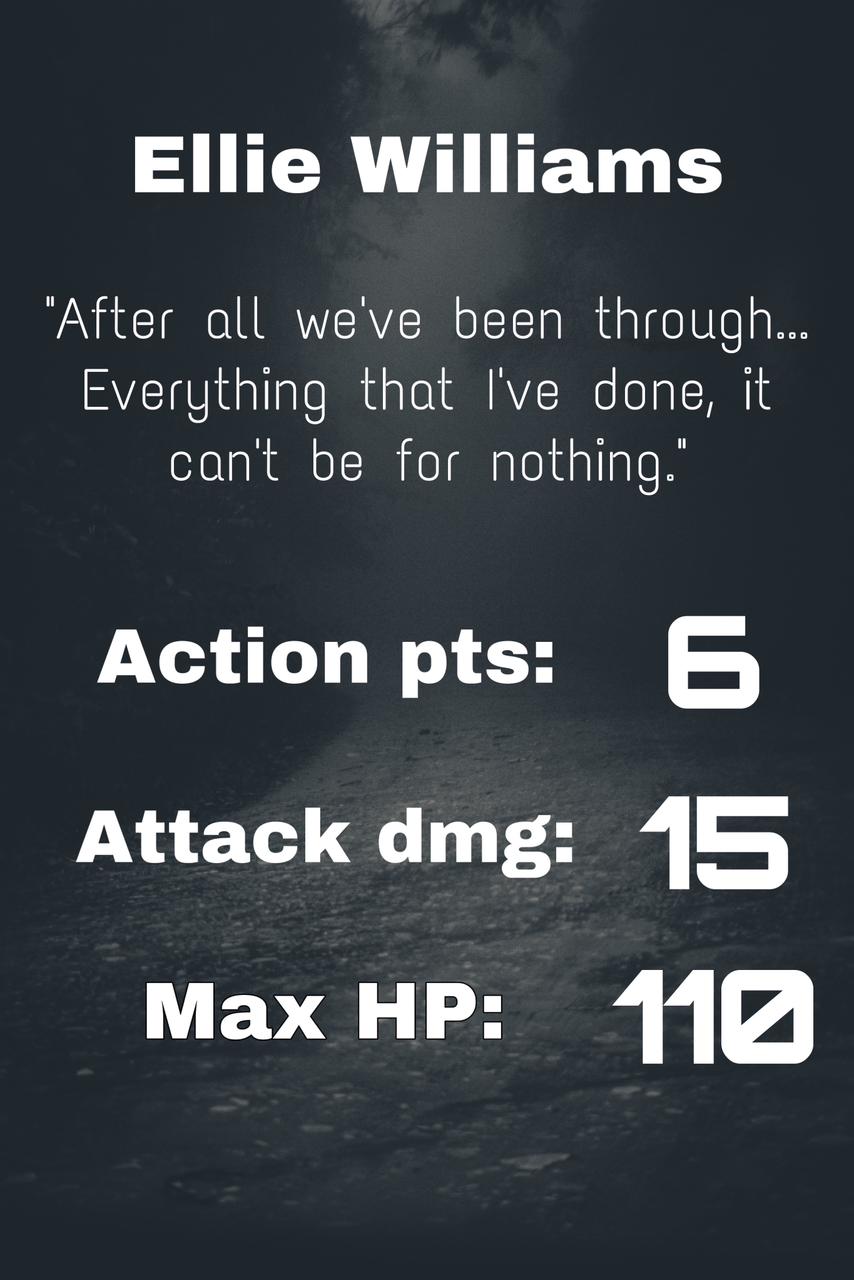 Ellie Williams
"After all we've been through...
Everything that I've done, it
can't be for nothing."
Action pts: 6
Attack dmg: 15
Max HP: 110